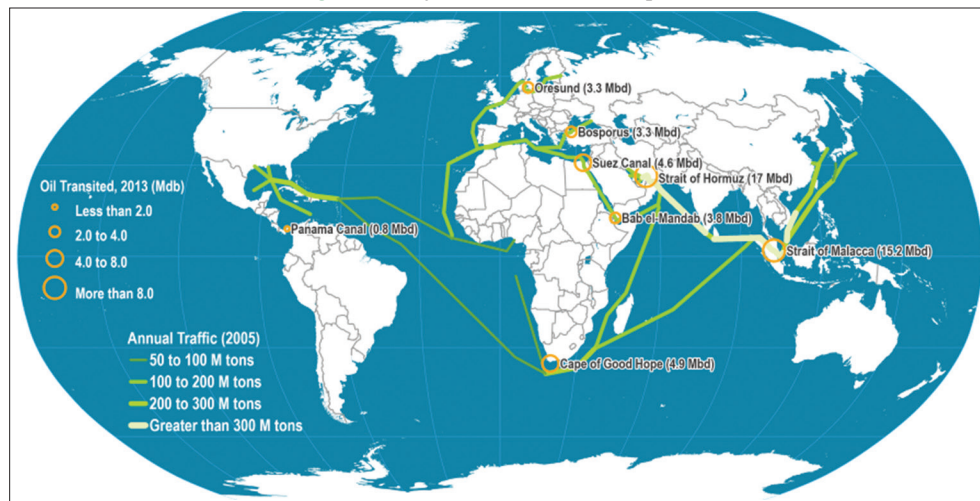 Oresund (3.3 Mbd)
Bosporus (3.3 Mbd)
Suez Canal (4.6 Mbd)
Strait of Hormuz (17 Mbd)
Oil Transited, 2013 (Mdb)
Less than 2.0
2.0 to 4.0
4.0 to 8.0
More than 8.0
Panama Canal (0.8 Mbd)
Bab el-Mandab (3.8 Mbd)
Strait of Malacca (15.2 Mbd)
Annual Traffic (2005)
50 to 100 M tons
100 to 200 M tons
200 to 300 M tons
Greater than 300 M tons
Cape of Good Hope (4.9 Mbd)